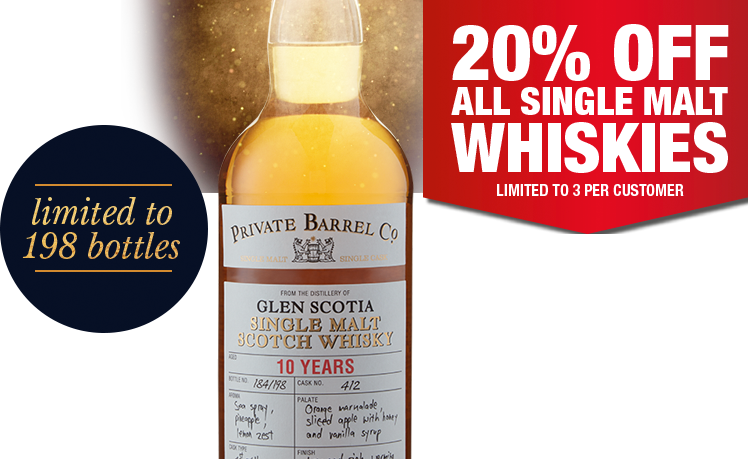 20% OFF
ALL SINGLE MALT
WHISKIES
LIMITED TO 3 PER CUSTOMER
limited to
198 bottles
PRIVATE BARREL Co.
MALT SINGLE
FROM THE DISTILLERY OF
GLEN SCOTIA
SINGLE MALT
SCOTCH WHISKY
AGED
10 YEARS
BOTTLE NO. 184/198 CASK NO. 412
AROMA
Sea spray,
pineapple,
lemon zest
PALATE
Orange marmalade,
sliced apple with honey
and vanilla syrup
CASK TYPE
FINISH